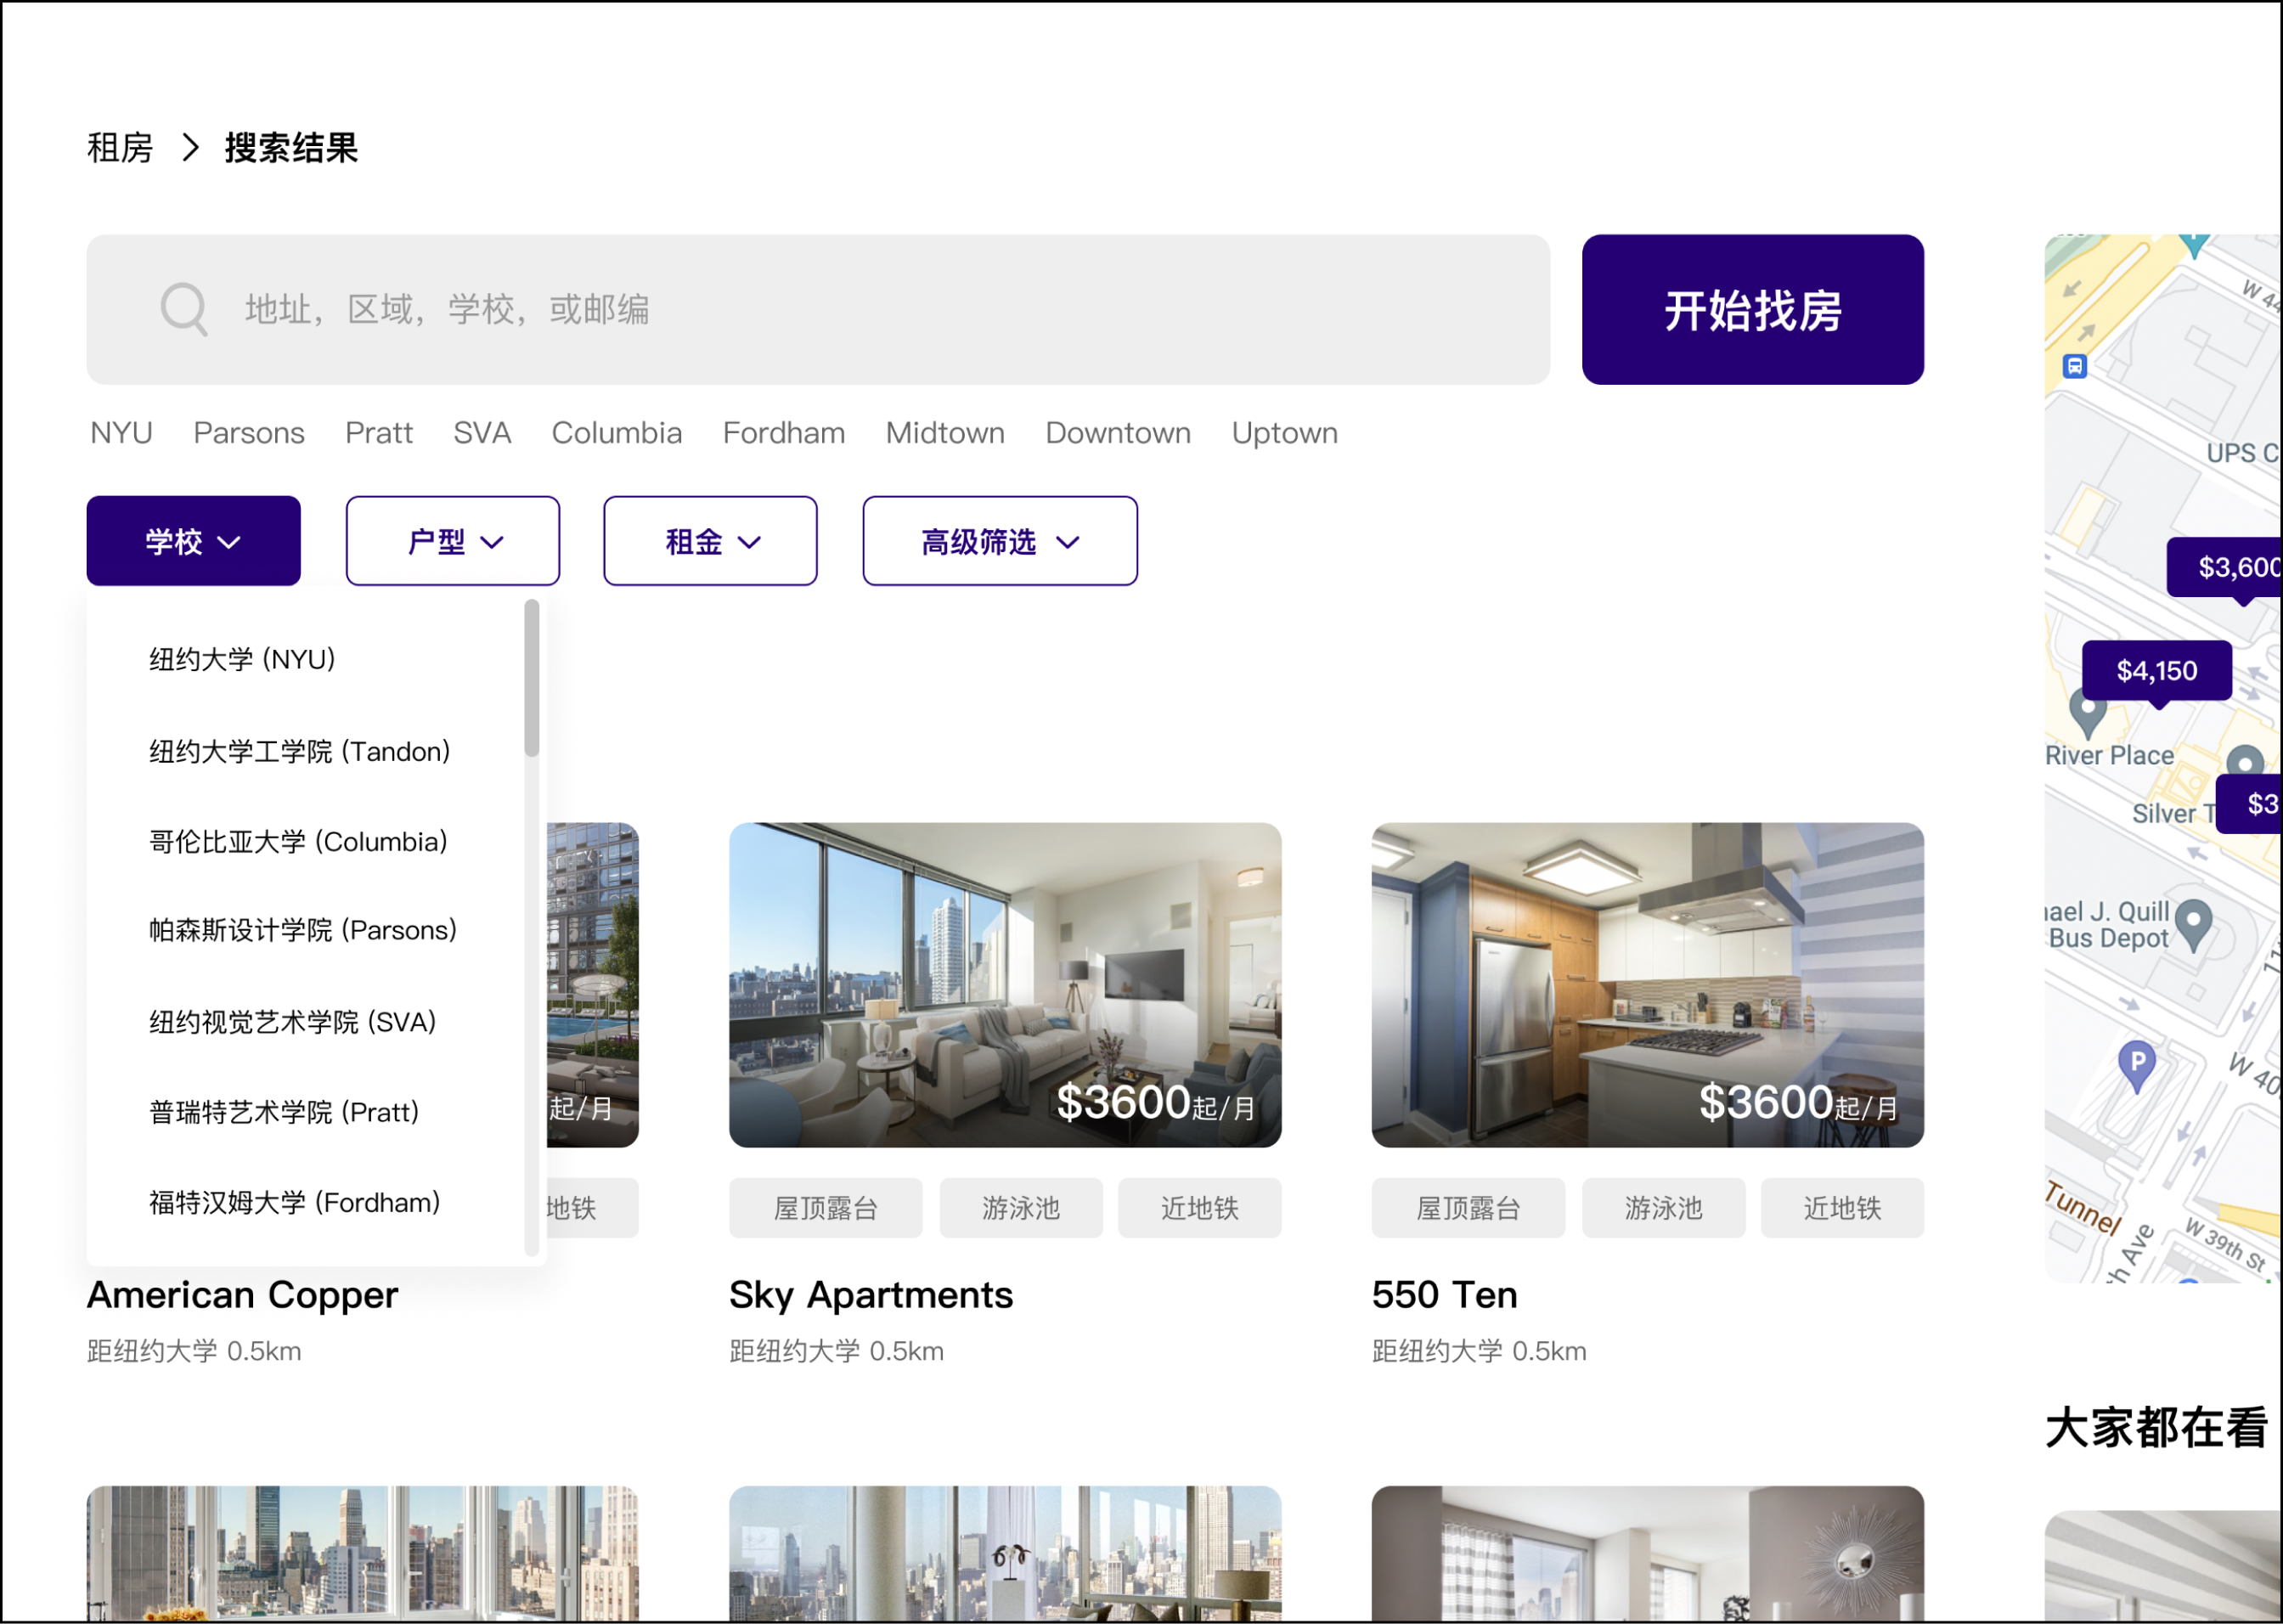 租房 > 搜索结果
地址，区域，学校，或邮编
开始找房
NYU Parsons Pratt SVA Columbia Fordham Midtown Downtown Uptown
学校 户型 租金 高级筛选
纽约大学 (NYU)
纽约大学工学院 (Tandon)
哥伦比亚大学 (Columbia)
帕森斯设计学院 (Parsons)
纽约视觉艺术学院 (SVA)
普瑞特艺术学院 (Pratt)
福特汉姆大学 (Fordham)
起/月
$3600起/月
$3600起/月
地铁
屋顶露台 游泳池 近地铁
屋顶露台 游泳池 近地铁
American Copper
距纽约大学 0.5km
Sky Apartments
距纽约大学 0.5km
550 Ten
距纽约大学 0.5km
W 44
UPS C
$3,600
$4,150
River Place
$3
Silver T
ael J. Quill
Bus Depot
P
W 40
Tunnel
h Ave
W 39th St
大家都在看